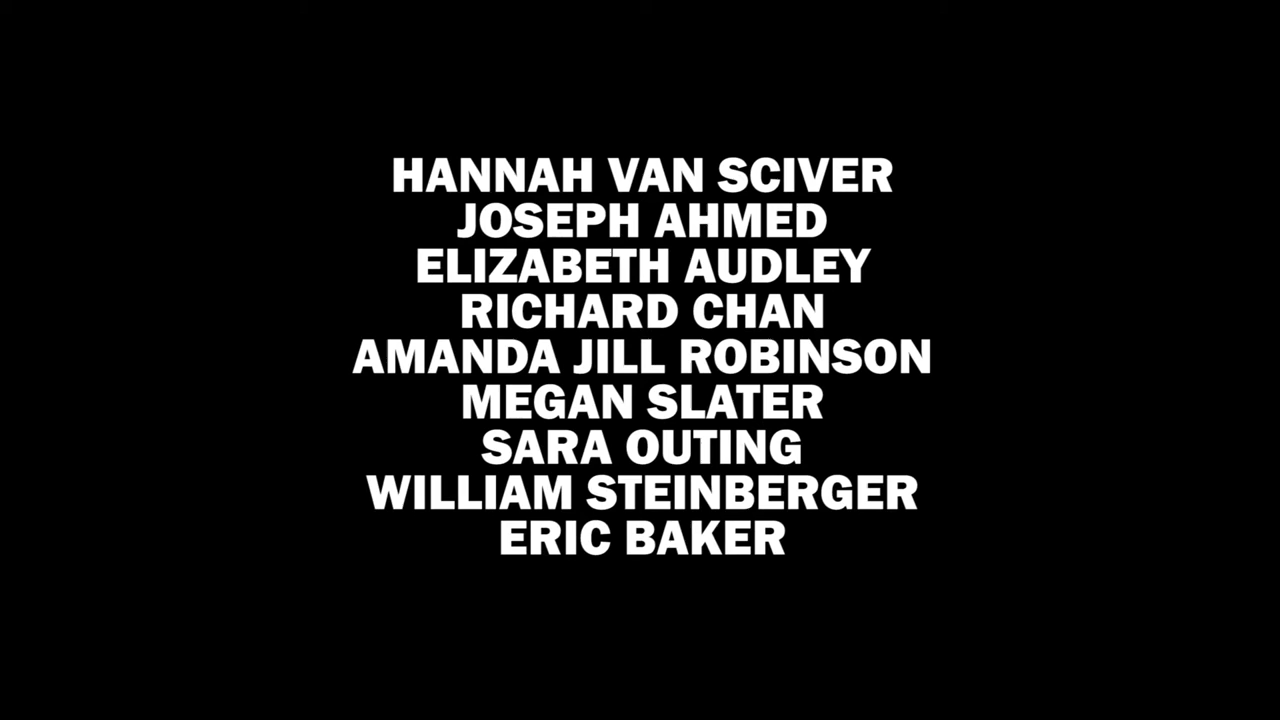 HANNAH VAN SCIVER
JOSEPH AHMED
ELIZABETH AUDLEY
RICHARD CHAN
AMANDA JILL ROBINSON
MEGAN SLATER
SARA OUTING
WILLIAM STEINBERGER
ERIC BAKER